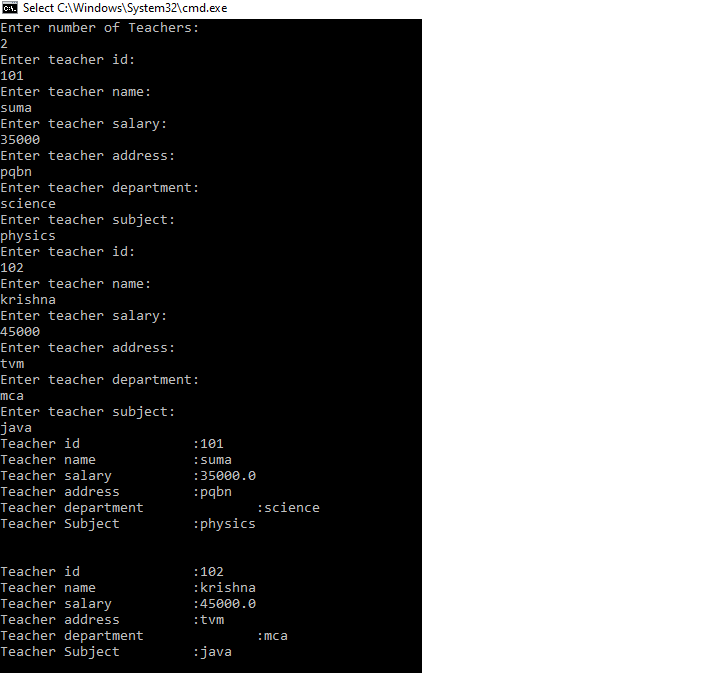 Select C:\Windows\System32\cmd.exe
Enter number of Teachers:
2
Enter teacher id:
101
Enter teacher name:
suma
Enter teacher salary:
35000
Enter teacher address:
pqbn
Enter teacher department:
science
Enter teacher subject:
physics
Enter teacher id:
102
Enter teacher name:
krishna
Enter teacher salary:
45000
Enter teacher address:
tvm
Enter teacher department:
mca
Enter teacher subject:
java
Teacher id              :101
Teacher name            :suma
Teacher salary          :35000.0
Teacher address         :pqbn
Teacher department              :science
Teacher Subject         :physics
Teacher id              :102
Teacher name            :krishna
Teacher salary          :45000.0
Teacher address         :tvm
Teacher department              :mca
Teacher Subject         :java